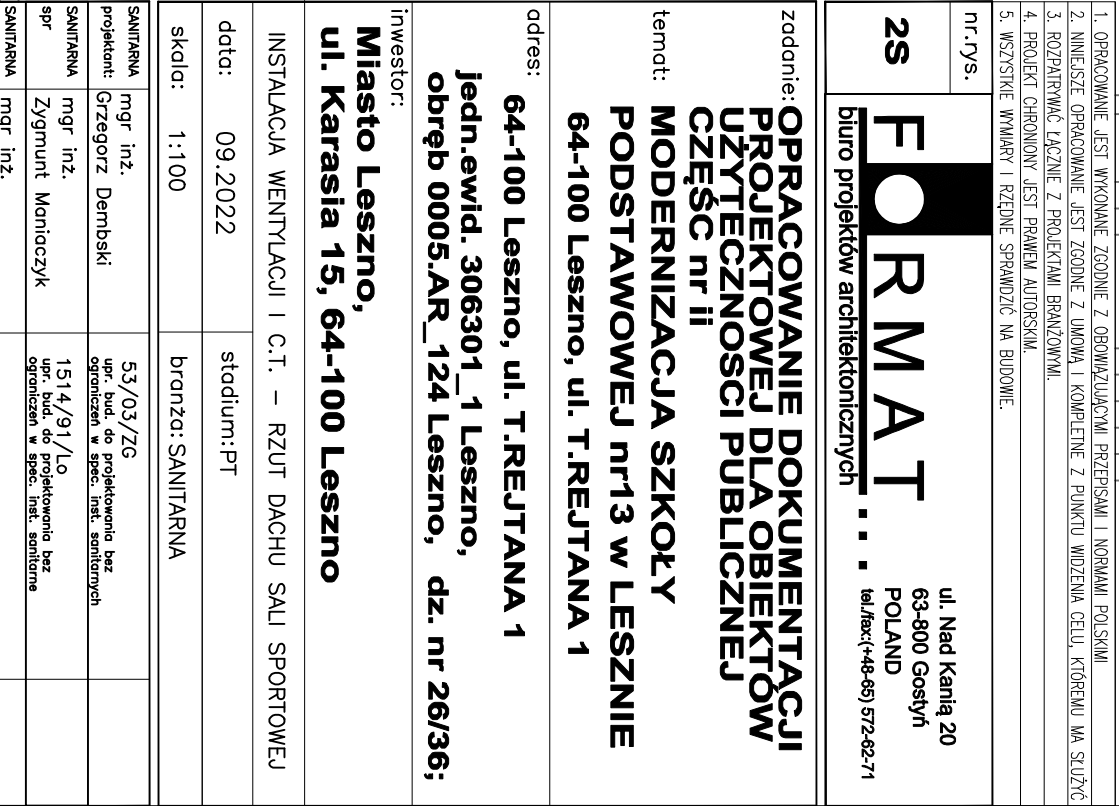 1. OPRACOWANIE JEST WYKONANE ZGODNIE Z OBOWIĄZUJĄCYMI PRZEPISAMI I NORMAMI POLSKIMI
2. NINIEJSZE OPRACOWANIE JEST ZGODNE Z UMOWĄ I KOMPLETNE Z PUNKTU WIDZENIA CELU, KTÓREMU MA SŁUŻYĆ
3. ROZPATRYWAĆ ŁĄCZNIE Z PROJEKTAMI BRANŻOWYMI.
4. PROJEKT CHRONIONY JEST PRAWEM AUTORSKIM.
5. WSZYSTKIE WYMIARY I RZĘDNE SPRAWDZIĆ NA BUDOWIE.
nr.rys.
2S
FORMAT...
biuro projektów architektonicznych
ul. Nad Kanią 20
63-800 Gostyń
POLAND
tel./fax:(+48-65) 572-62-71
zadanie: OPRACOWANIE DOKUMENTACJI
PROJEKTOWEJ DLA OBIEKTÓW
UŻYTECZNOŚCI PUBLICZNEJ
CZĘŚĆ nr ii
temat: MODERNIZACJA SZKOŁY
PODSTAWOWEJ nr13 w LESZNIE
64-100 Leszno, ul. T.REJTANA 1
adres:
64-100 Leszno, ul. T.REJTANA 1
jedn.ewid. 306301_1 Leszno,
obręb 0005.AR_124 Leszno, dz. nr 26/36;
inwestor:
Miasto Leszno,
ul. Karasia 15, 64-100 Leszno
INSTALACJA WENTYLACJI I C.T. – RZUT DACHU SALI SPORTOWEJ
data: 09.2022 stadium:PT
skala: 1:100 branża: SANITARNA
SANITARNA
projektant:
mgr inż.
Grzegorz Dembski
53/03/ZG
upr. bud. do projektowania bez
ograniczeń w spec. inst. sanitarnych
SANITARNA
spr
mgr inż.
Zygmunt Maniaczyk
1514/91/Lo
upr. bud. do projektowania bez
ograniczeń w spec. inst. sanitarne
SANITARNA
mgr inż.